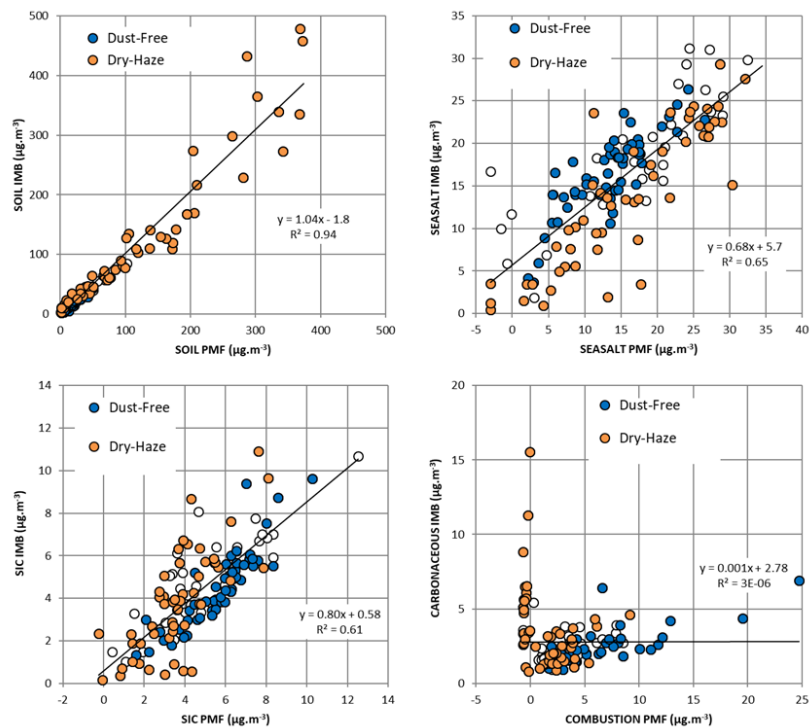 SOIL IMB (µg.m⁻³)
500
400
300
200
100
0
Dust-Free
Dry-Haze
y = 1.04x - 1.8
R² = 0.94
0 100 200 300 400 500
SOIL PMF (µg.m⁻³)
SEASALT IMB (µg.m⁻³)
35
30
25
20
15
10
5
0
Dust-Free
Dry-Haze
y = 0.68x + 5.7
R² = 0.65
-5 0 5 10 15 20 25 30 35 40
SEASALT PMF (µg.m⁻³)
SIC IMB (µg.m⁻³)
14
12
10
8
6
4
2
0
Dust-Free
Dry-Haze
y = 0.80x + 0.58
R² = 0.61
-2 0 2 4 6 8 10 12 14
SIC PMF (µg.m⁻³)
CARBONACEOUS IMB (µg.m⁻³)
20
15
10
5
0
Dust-Free
Dry-Haze
y = 0.001x + 2.78
R² = 3E-06
-5 0 5 10 15 20 25
COMBUSTION PMF (µg.m⁻³)